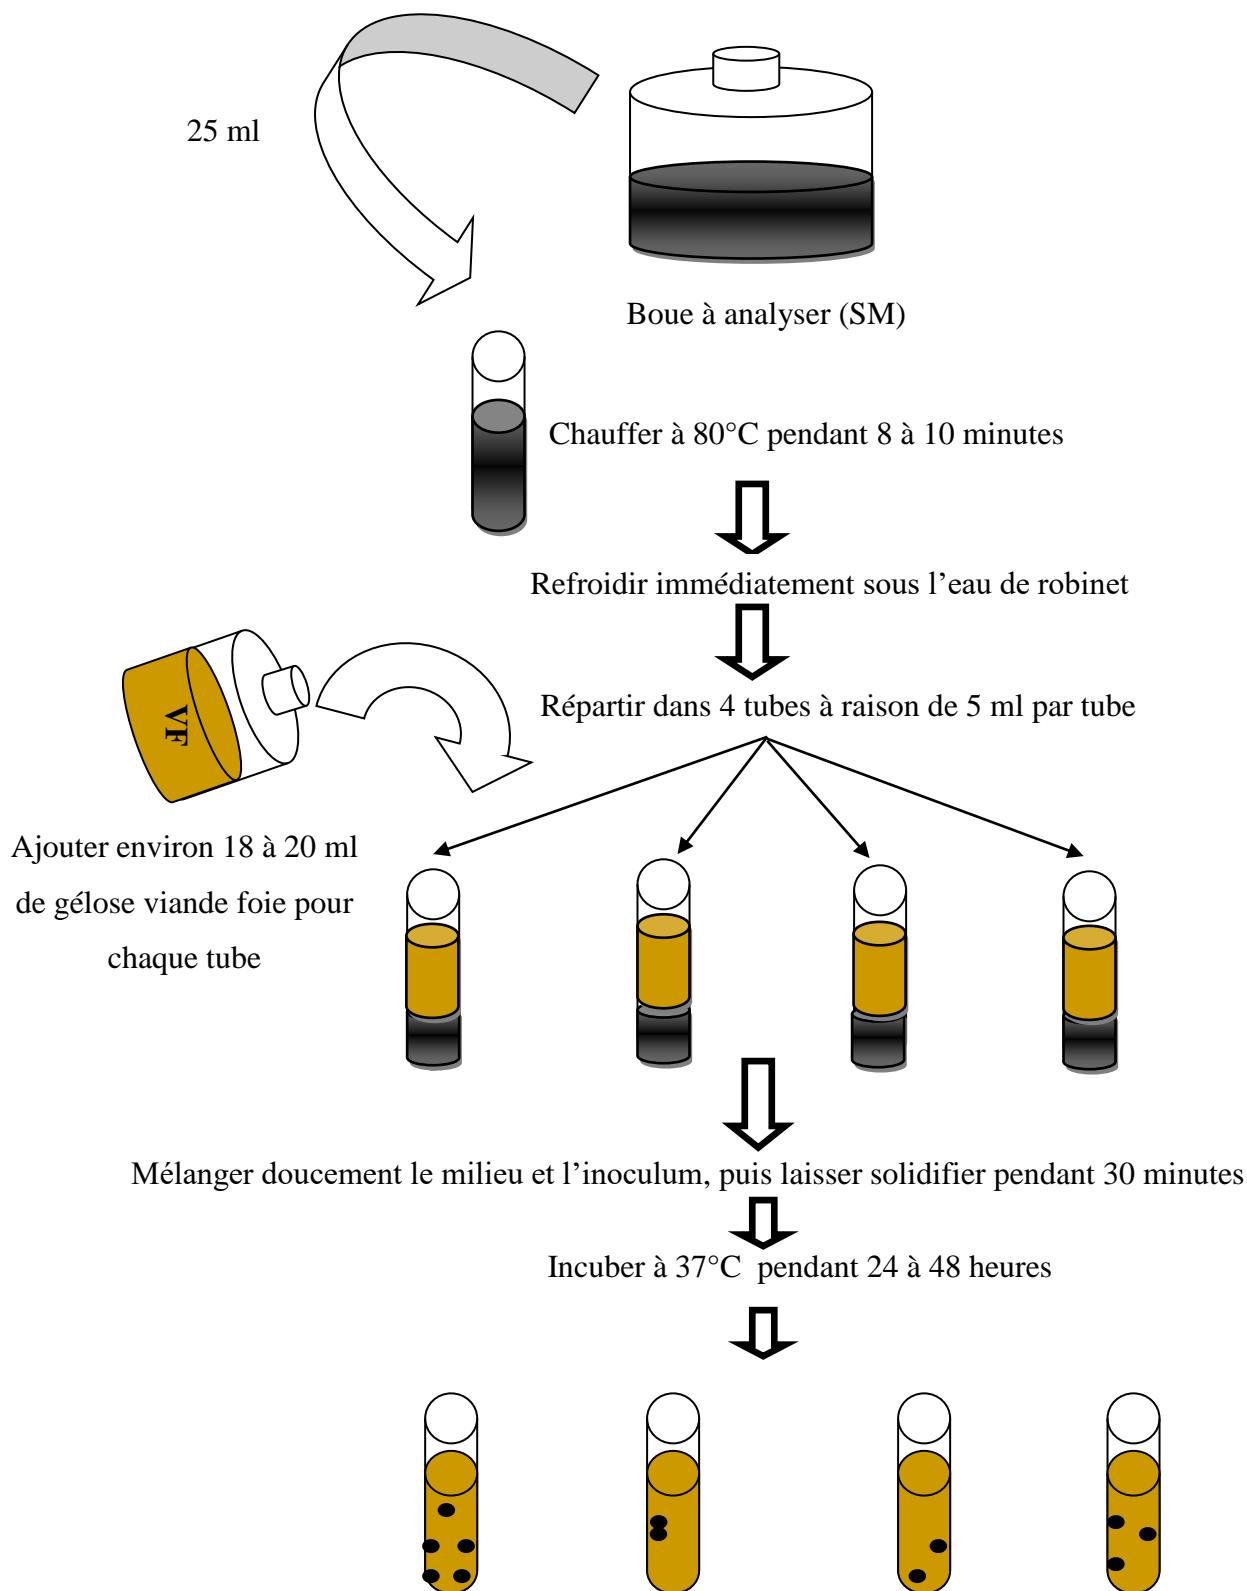 25 ml
Boue à analyser (SM)
Chauffer à 80°C pendant 8 à 10 minutes
Refroidir immédiatement sous l’eau de robinet
VF
Répartir dans 4 tubes à raison de 5 ml par tube
Ajouter environ 18 à 20 ml
de gélose viande foie pour
chaque tube
Mélanger doucement le milieu et l’inoculum, puis laisser solidifier pendant 30 minutes
Incuber à 37°C pendant 24 à 48 heures